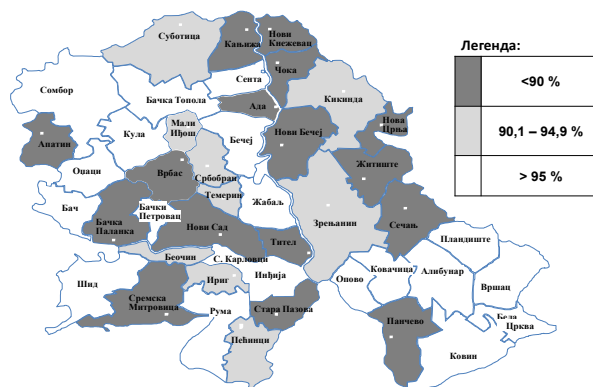 Суботица
Кањижа
Нови
Кнежевац
Чока
Сента
Сомбор
Бачка Топола
Ада
Кикинда
Мали
Иђош
Кула
Бечеј
Нови Бечеј
Нова
Црња
Апатин
Врбас
Србобран
Житиште
Оџаци
Темерин
Жабаљ
Зрењанин
Бач
Бачки
Петровац
Бачка
Паланка
Нови Сад
Сечањ
Тител
Пландиште
Беочин
С. Карловци
Инђија
Опово
Ковачица
Алибунар
Вршац
Шид
Ириг
Сремска
Митровица
Рума
Стара Пазова
Панчево
Бела
Црква
Пећинци
Ковин
Легенда:
<90 %
90,1 – 94,9 %
> 95 %